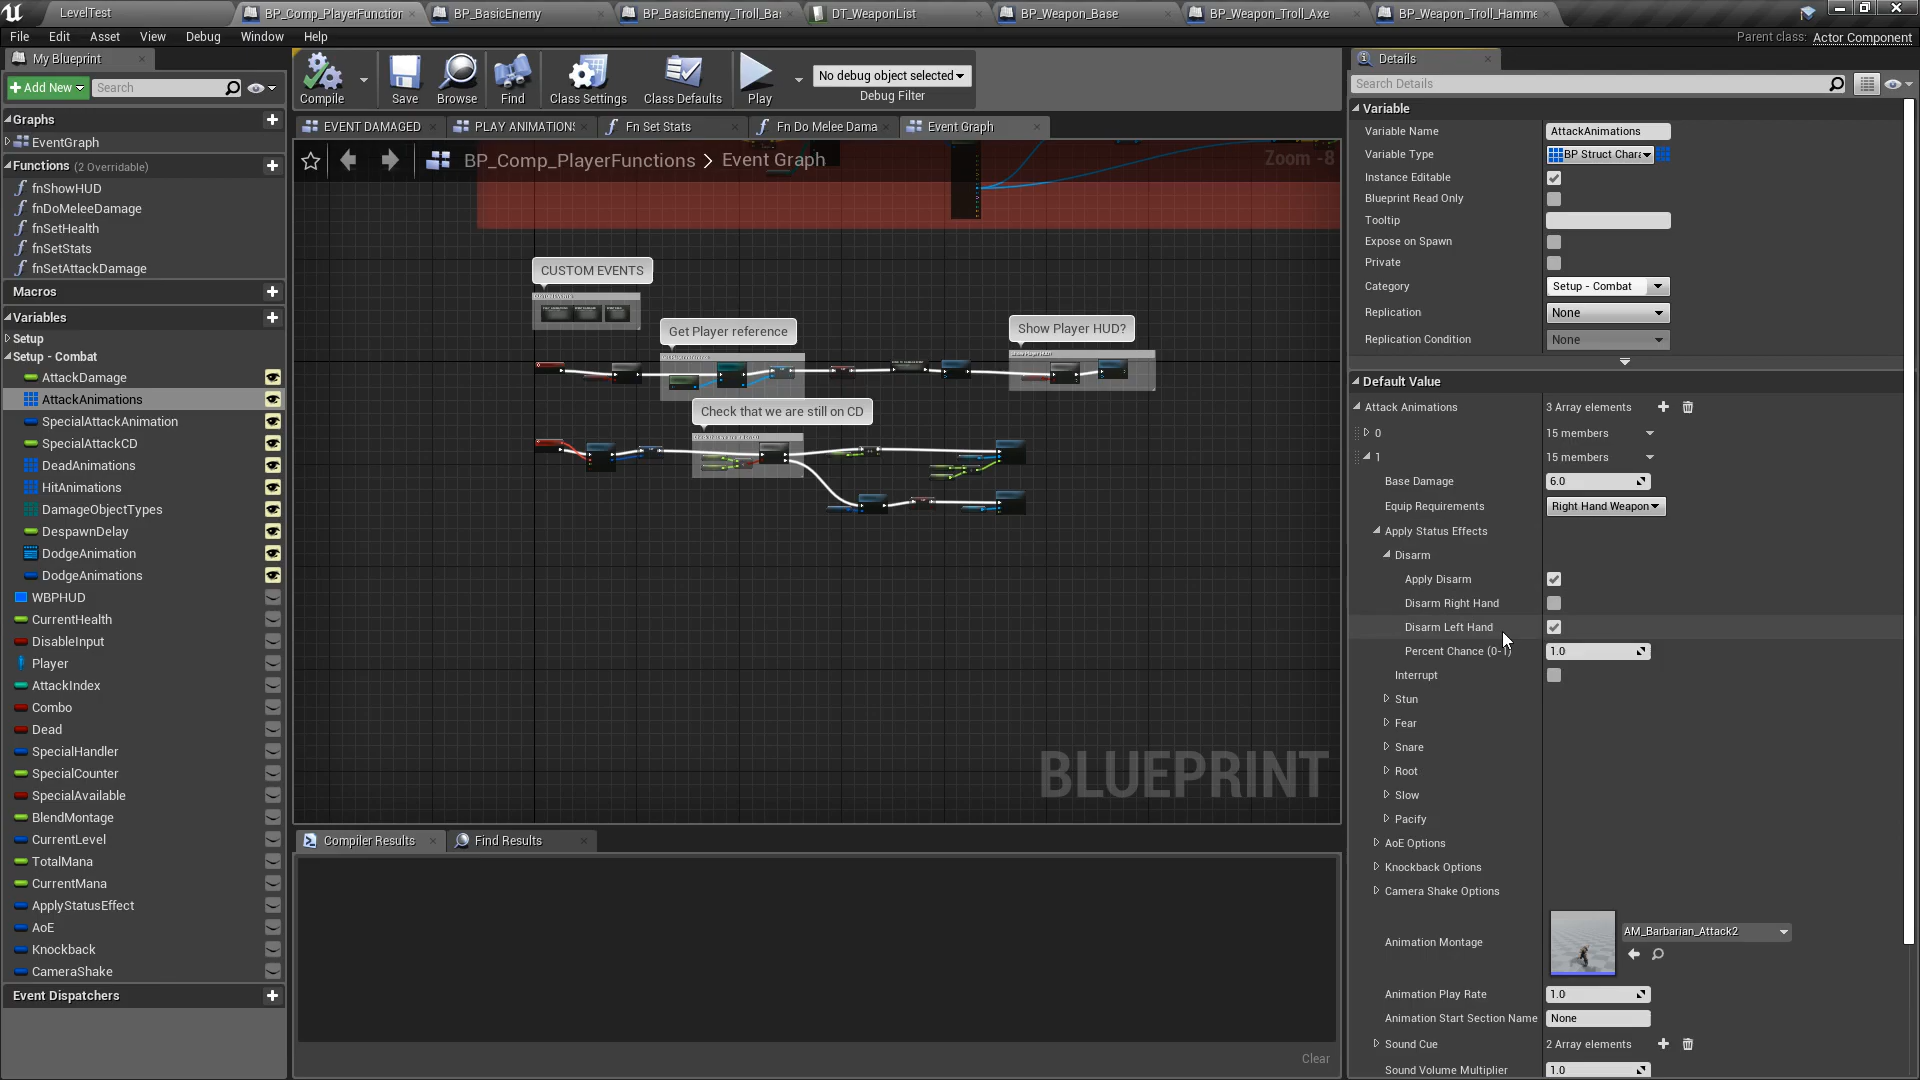 LevelTest
BP_Comp_PlayerFunction
BP_BasicEnemy
BP_BasicEnemy_Troll_Ba
DT_WeaponList
BP_Weapon_Base
BP_Weapon_Troll_Axe
BP_Weapon_Troll_Hamme
File Edit Asset View Debug Window Help
Parent class: Actor Component
My Blueprint
Add New
Search
Compile
Save
Browse
Find
Class Settings
Class Defaults
Play
No debug object selected
Debug Filter
EVENT DAMAGED
PLAY ANIMATION
Fn Set Stats
Fn Do Melee Dama
Event Graph
BP_Comp_PlayerFunctions > Event Graph
Zoom -8
Graphs
EventGraph
Functions (2 Overridable)
fnShowHUD
fnDoMeleeDamage
fnSetHealth
fnSetStats
fnSetAttackDamage
Macros
Variables
Setup
Setup - Combat
AttackDamage
AttackAnimations
SpecialAttackAnimation
SpecialAttackCD
DeadAnimations
HitAnimations
DamageObjectTypes
DespawnDelay
DodgeAnimation
DodgeAnimations
WBPHUD
CurrentHealth
DisableInput
Player
AttackIndex
Combo
Dead
SpecialHandler
SpecialCounter
SpecialAvailable
BlendMontage
CurrentLevel
TotalMana
CurrentMana
ApplyStatusEffect
AoE
Knockback
CameraShake
Event Dispatchers
CUSTOM EVENTS
Get Player reference
Show Player HUD?
Check that we are still on CD
BLUEPRINT
Compiler Results
Find Results
Clear
Details
Search Details
Variable
Variable Name AttackAnimations
Variable Type BP Struct Chara
Instance Editable
Blueprint Read Only
Tooltip
Expose on Spawn
Private
Category Setup - Combat
Replication None
Replication Condition None
Default Value
Attack Animations 3 Array elements
0 15 members
1 15 members
Base Damage 6.0
Equip Requirements Right Hand Weapon
Apply Status Effects
Disarm
Apply Disarm
Disarm Right Hand
Disarm Left Hand
Percent Chance (0-1) 1.0
Interrupt
Stun
Fear
Snare
Root
Slow
Pacify
AoE Options
Knockback Options
Camera Shake Options
Animation Montage AM_Barbarian_Attack2
Animation Play Rate 1.0
Animation Start Section Name None
Sound Cue 2 Array elements
Sound Volume Multiplier 1.0